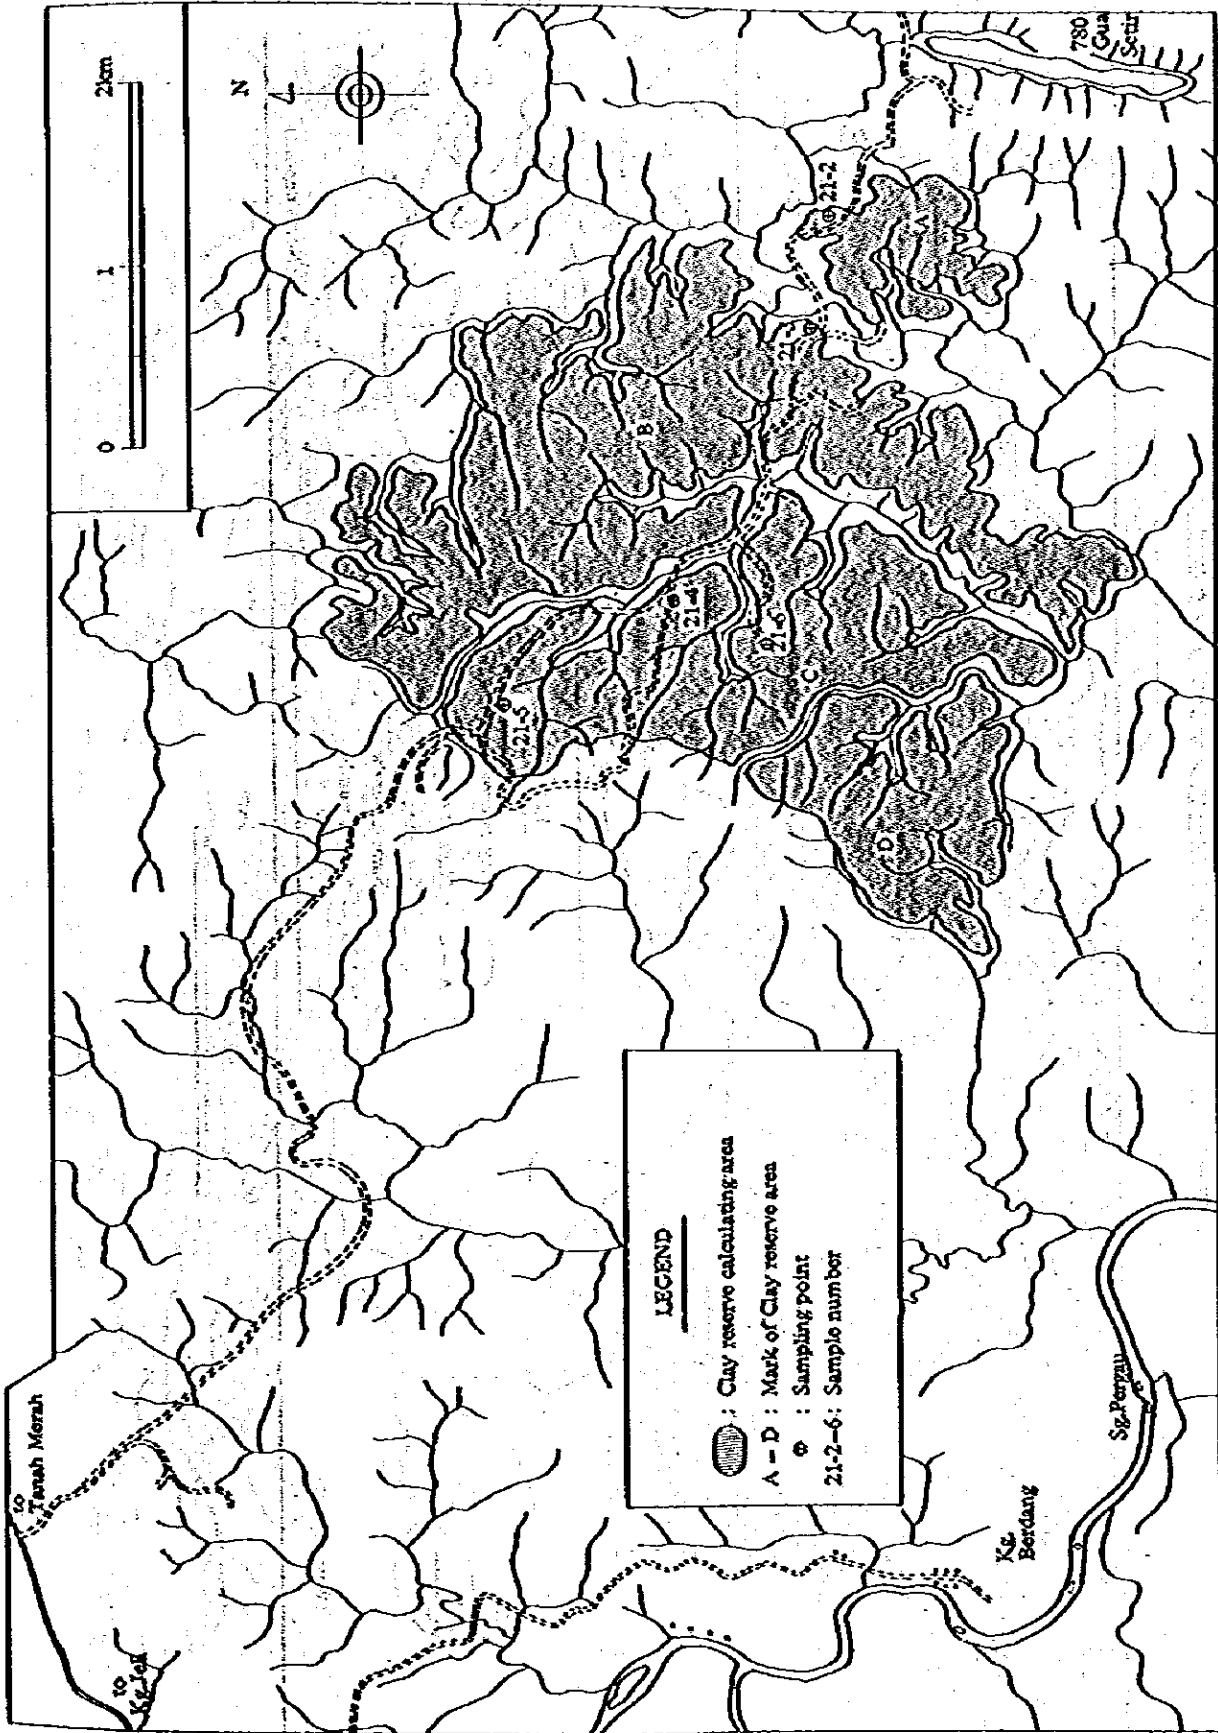 to
Tanah Merah
to
Kg. Jeli
0 1 2km
N
780
Gua
Setir
21-2
A
B
21-5
21-4
21-6
C
D
LEGEND
: Clay reserve calculating area
A – D : Mark of Clay reserve area
: Sampling point
21-2–6 : Sample number
Kg.
Berdang
Sg.Pergau